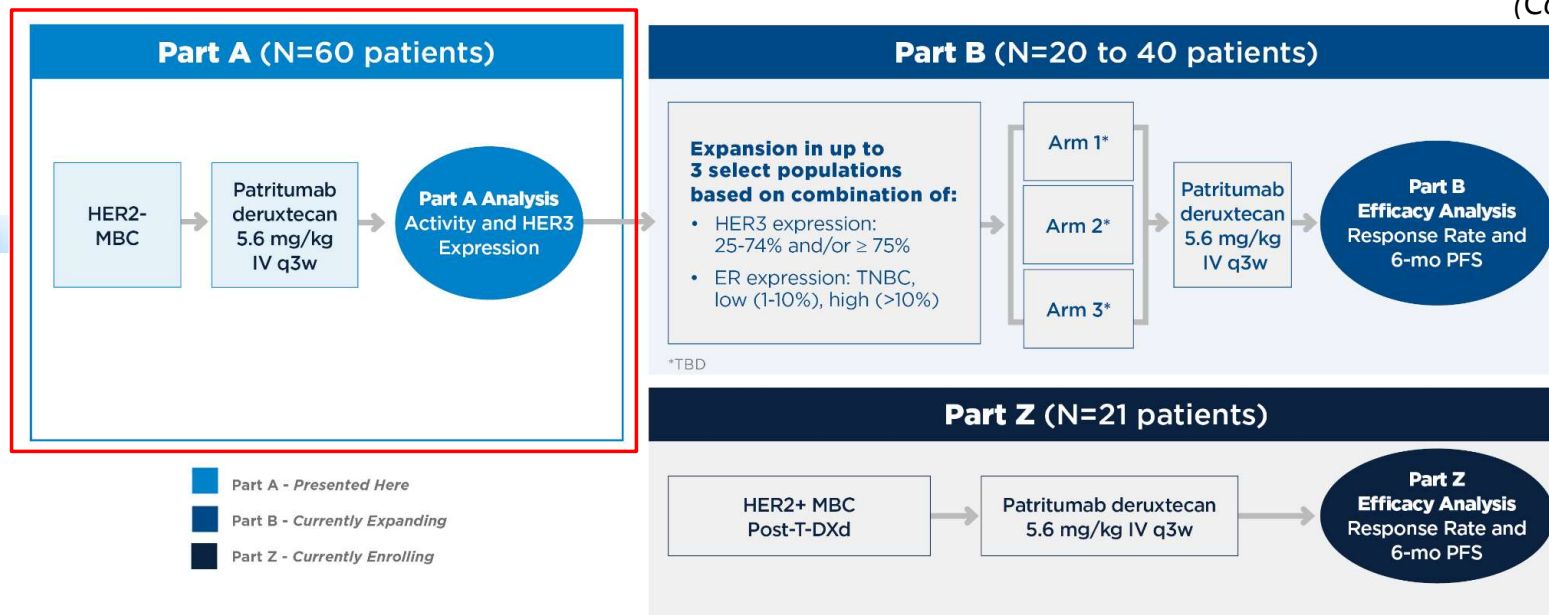 (Co
Part A (N=60 patients)
HER2-
MBC
Patritumab
deruxtecan
5.6 mg/kg
IV q3w
Part A Analysis
Activity and HER3
Expression
Part B (N=20 to 40 patients)
Expansion in up to
3 select populations
based on combination of:
• HER3 expression:
25-74% and/or ≥ 75%
• ER expression: TNBC,
low (1-10%), high (>10%)
Arm 1*
Arm 2*
Arm 3*
Patritumab
deruxtecan
5.6 mg/kg
IV q3w
Part B
Efficacy Analysis
Response Rate and
6-mo PFS
*TBD
Part Z (N=21 patients)
HER2+ MBC
Post-T-DXd
Patritumab deruxtecan
5.6 mg/kg IV q3w
Part Z
Efficacy Analysis
Response Rate and
6-mo PFS
Part A - Presented Here
Part B - Currently Expanding
Part Z - Currently Enrolling